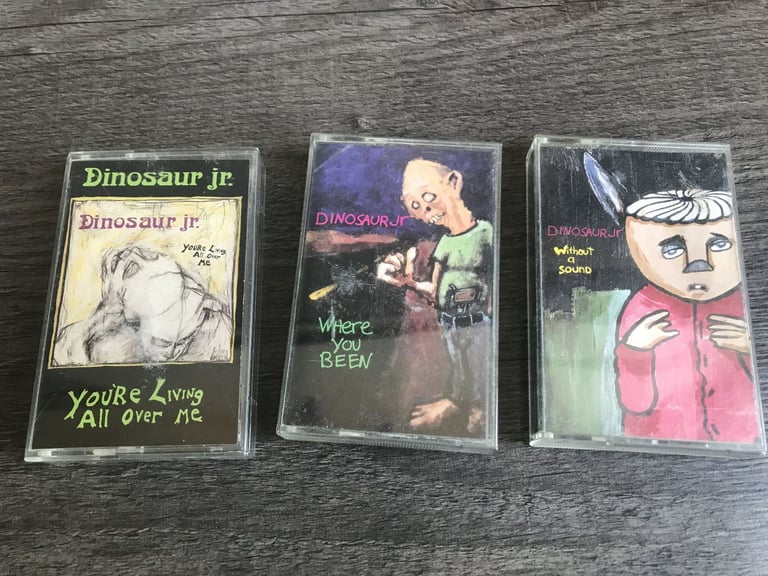 Dinosaur jr.
Dinosaur jr.
YOU'Re LiviNg
ALL OVer
Me
YOU'Re LiviNg
ALL OVer Me
DINOSAUR Jr
WHere
YOU
BEEN
DINOSAUR Jr
WitHout
a
SOUND